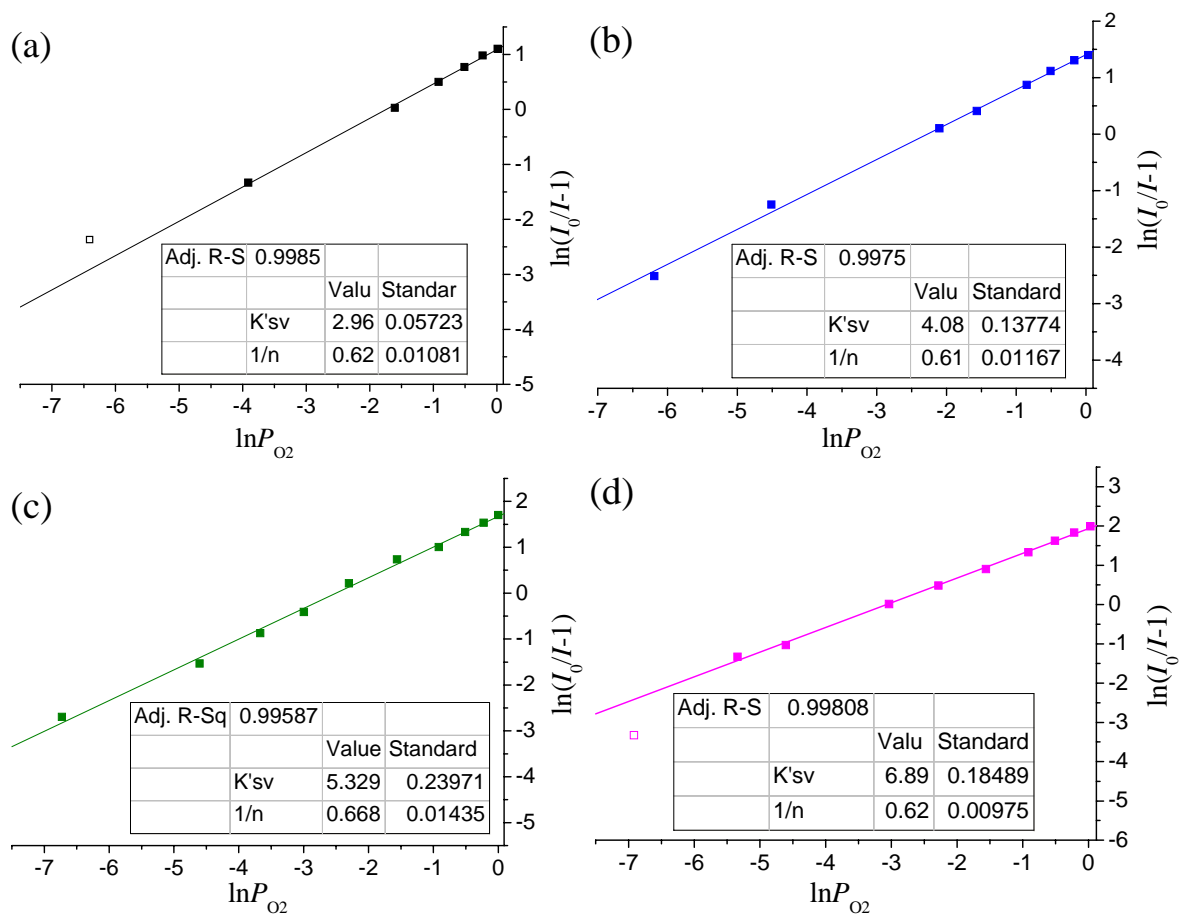 (a)
1
0
-1
-2
-3
-4
-5
ln(I0/I-1)
Adj. R-S 0.9985
Valu Standar
K'sv 2.96 0.05723
1/n 0.62 0.01081
-7 -6 -5 -4 -3 -2 -1 0
lnPO2
(b)
2
1
0
-1
-2
-3
-4
ln(I0/I-1)
Adj. R-S 0.9975
Valu Standard
K'sv 4.08 0.13774
1/n 0.61 0.01167
-7 -6 -5 -4 -3 -2 -1 0
lnPO2
(c)
2
1
0
-1
-2
-3
-4
-5
ln(I0/I-1)
Adj. R-Sq 0.99587
Value Standard
K'sv 5.329 0.23971
1/n 0.668 0.01435
-7 -6 -5 -4 -3 -2 -1 0
lnPO2
(d)
3
2
1
0
-1
-2
-3
-4
-5
-6
ln(I0/I-1)
Adj. R-S 0.99808
Valu Standard
K'sv 6.89 0.18489
1/n 0.62 0.00975
-7 -6 -5 -4 -3 -2 -1 0
lnPO2